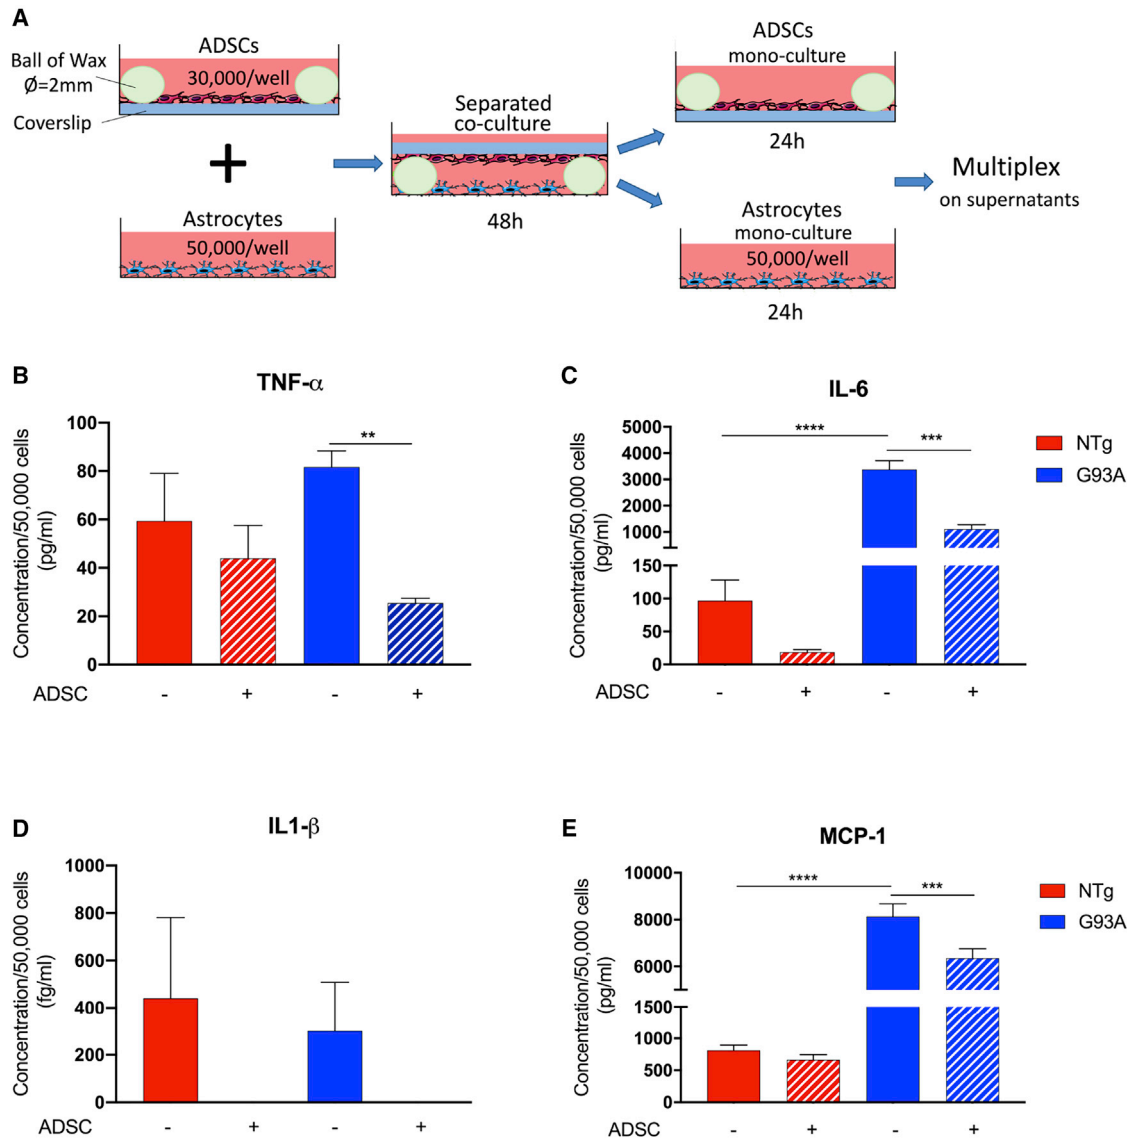 A
ADSCs
30,000/well
Ball of Wax
Ø=2mm
Coverslip
+
Astrocytes
50,000/well
Separated
co-culture
48h
ADSCs
mono-culture
24h
Astrocytes
mono-culture
50,000/well
24h
Multiplex
on supernatants
B
TNF-α
Concentration/50,000 cells
(pg/ml)
100
80
60
40
20
0
**
ADSC - + - +
C
IL-6
Concentration/50,000 cells
(pg/ml)
5000
4000
3000
2000
1000
150
100
50
0
****
***
ADSC - + - +
NTg
G93A
D
IL1-β
Concentration/50,000 cells
(fg/ml)
1000
800
600
400
200
0
ADSC - + - +
E
MCP-1
Concentration/50,000 cells
(pg/ml)
10000
8000
6000
1500
1000
500
0
****
***
ADSC - + - +
NTg
G93A